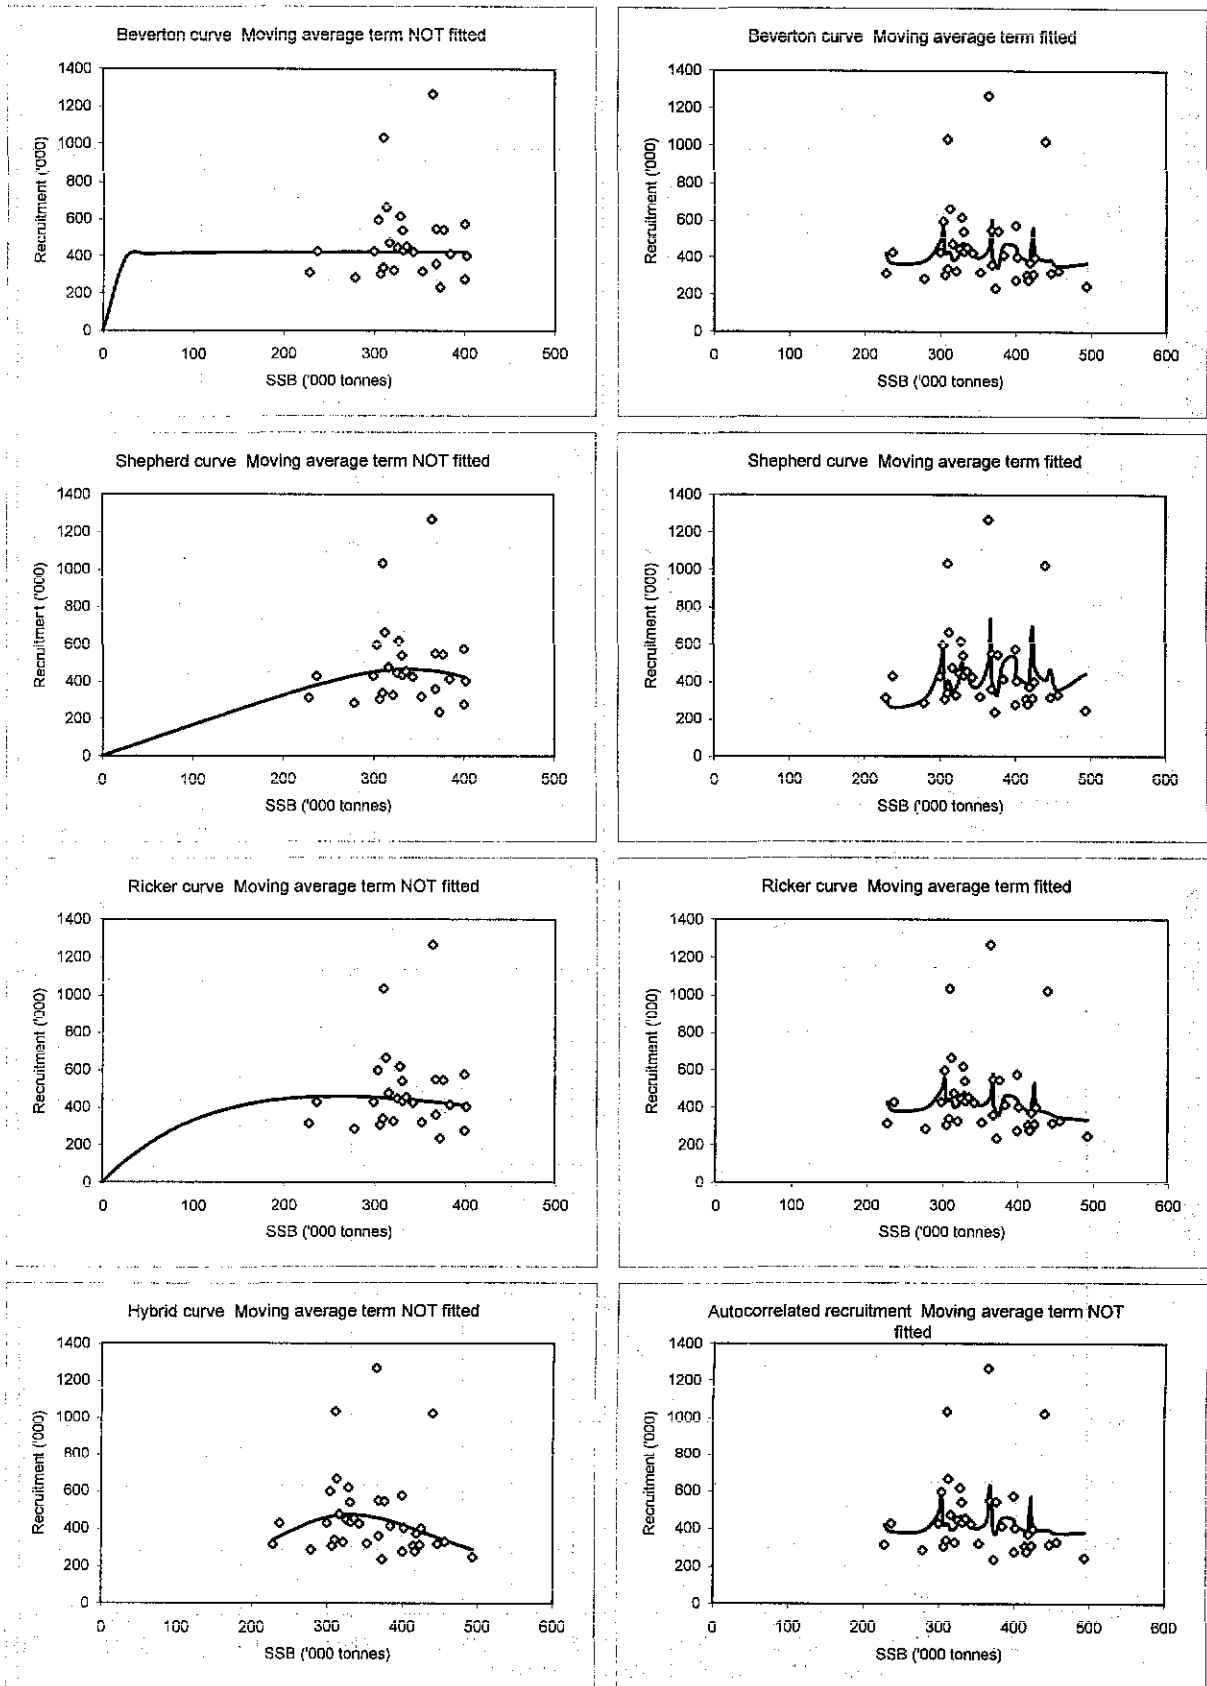 Beverton curve Moving average term NOT fitted
1400
1200
1000
800
600
400
200
0
Recruitment ('000)
0 100 200 300 400 500
SSB ('000 tonnes)
Beverton curve Moving average term fitted
1400
1200
1000
800
600
400
200
0
Recruitment ('000)
0 100 200 300 400 500 600
SSB ('000 tonnes)
Shepherd curve Moving average term NOT fitted
1400
1200
1000
800
600
400
200
0
Recruitment ('000)
0 100 200 300 400 500
SSB ('000 tonnes)
Shepherd curve Moving average term fitted
1400
1200
1000
800
600
400
200
0
Recruitment ('000)
0 100 200 300 400 500 600
SSB ('000 tonnes)
Ricker curve Moving average term NOT fitted
1400
1200
1000
800
600
400
200
0
Recruitment ('000)
0 100 200 300 400 500
SSB ('000 tonnes)
Ricker curve Moving average term fitted
1400
1200
1000
800
600
400
200
0
Recruitment ('000)
0 100 200 300 400 500 600
SSB ('000 tonnes)
Hybrid curve Moving average term NOT fitted
1400
1200
1000
800
600
400
200
0
Recruitment ('000)
0 100 200 300 400 500 600
SSB ('000 tonnes)
Autocorrelated recruitment Moving average term NOT
fitted
1400
1200
1000
800
600
400
200
0
Recruitment ('000)
0 100 200 300 400 500 600
SSB ('000 tonnes)